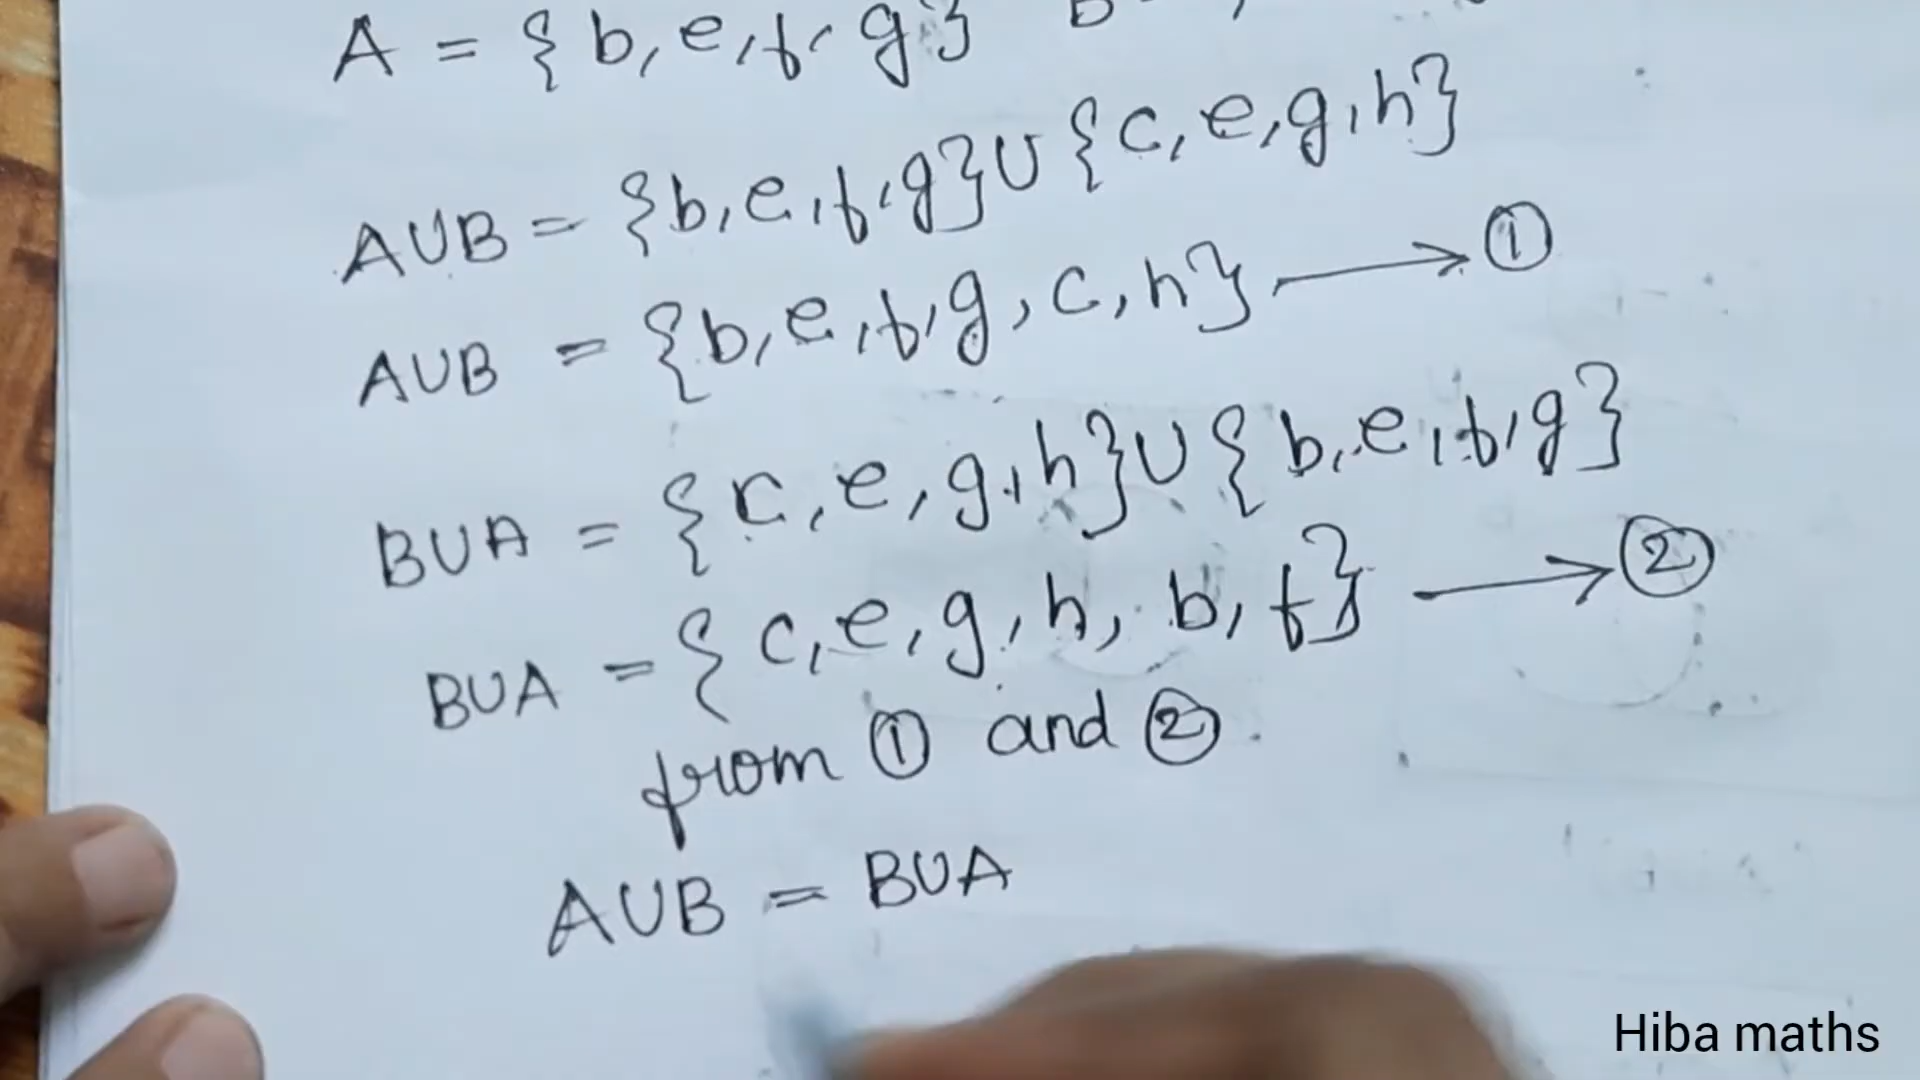 A = {b, e, f, g} B
A∪B = {b, e, f, g} ∪ {c, e, g, h}
A∪B = {b, e, f, g, c, h} ⟶ ①
B∪A = {c, e, g, h} ∪ {b, e, f, g}
B∪A = {c, e, g, h, b, f} ⟶ ②
from ① and ②
A∪B = B∪A
Hiba maths